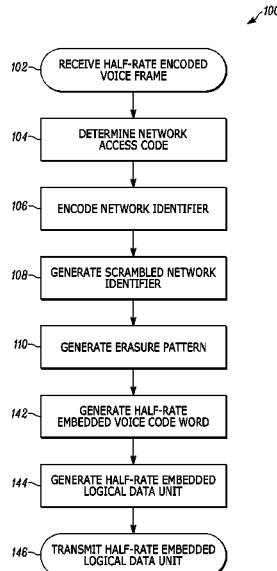 100
102
RECEIVE HALF-RATE ENCODED
VOICE FRAME
104
DETERMINE NETWORK
ACCESS CODE
106
ENCODE NETWORK IDENTIFIER
108
GENERATE SCRAMBLED NETWORK
IDENTIFIER
110
GENERATE ERASURE PATTERN
142
GENERATE HALF-RATE
EMBEDDED VOICE CODE WORD
144
GENERATE HALF-RATE EMBEDDED
LOGICAL DATA UNIT
146
TRANSMIT HALF-RATE EMBEDDED
LOGICAL DATA UNIT